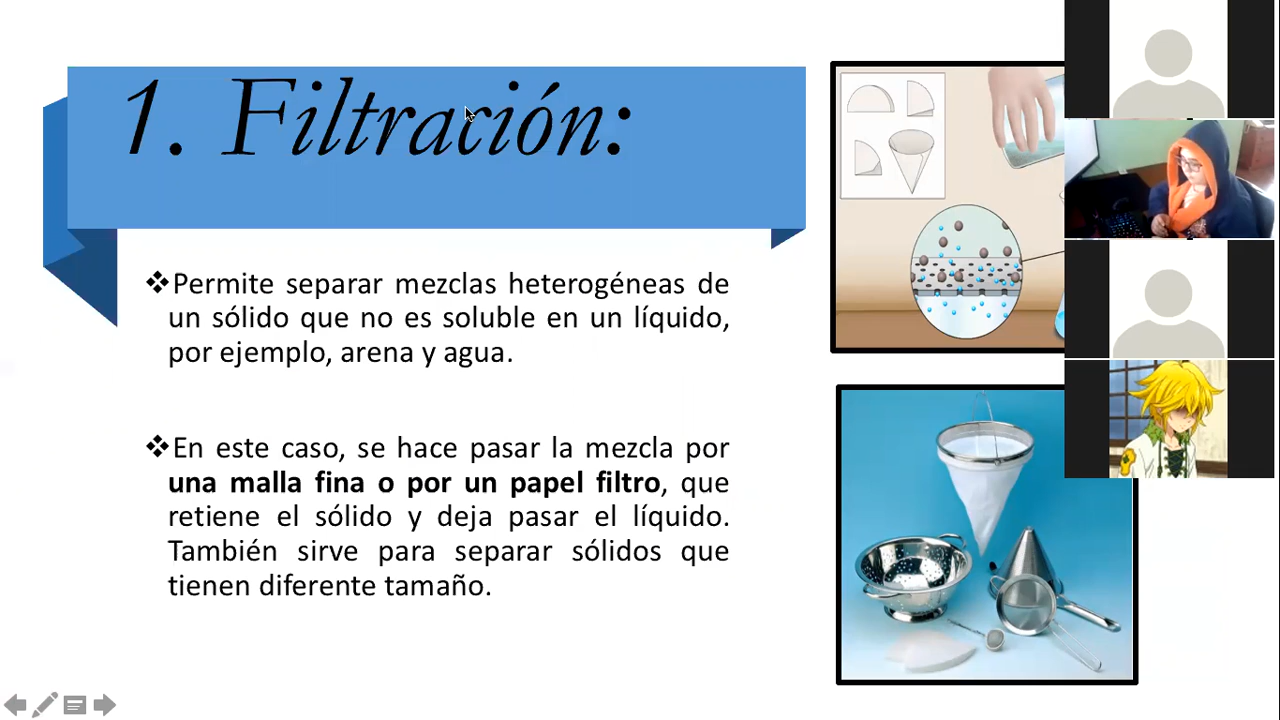 1. Filtración:
❖Permite separar mezclas heterogéneas de
un sólido que no es soluble en un líquido,
por ejemplo, arena y agua.
❖En este caso, se hace pasar la mezcla por
una malla fina o por un papel filtro, que
retiene el sólido y deja pasar el líquido.
También sirve para separar sólidos que
tienen diferente tamaño.